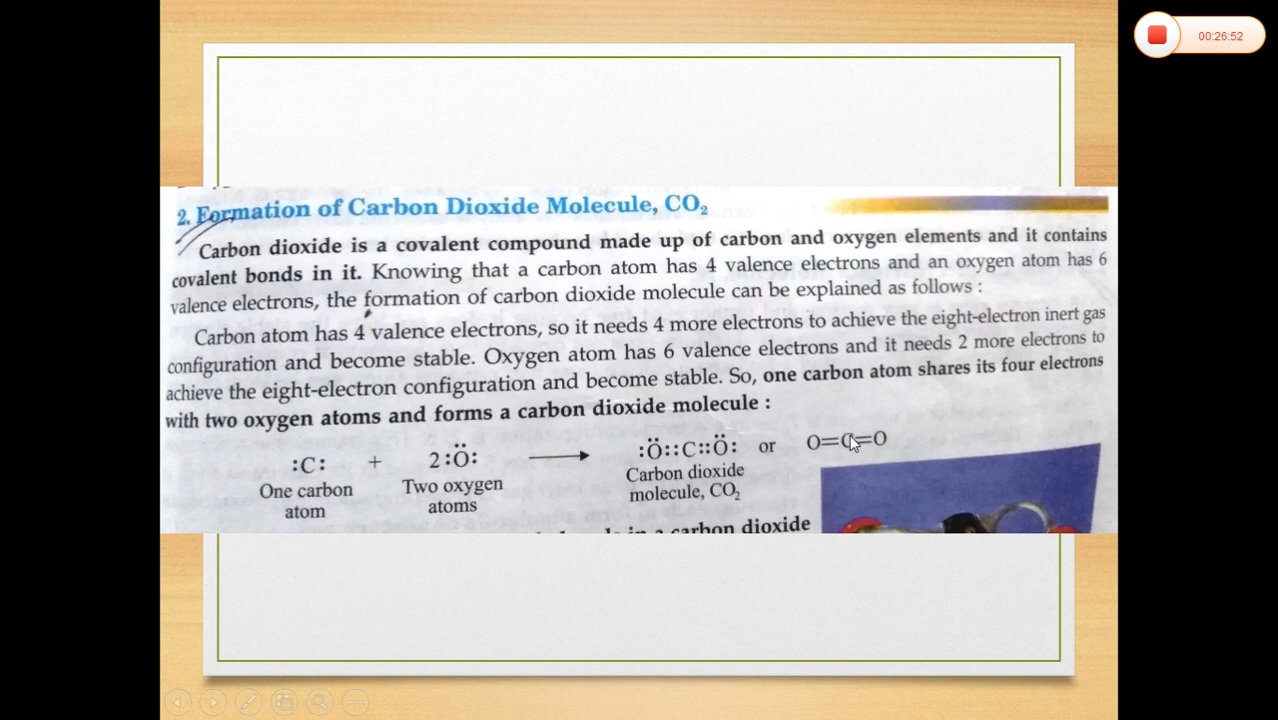 00:26:52
2. Formation of Carbon Dioxide Molecule, CO₂
Carbon dioxide is a covalent compound made up of carbon and oxygen elements and it contains
covalent bonds in it. Knowing that a carbon atom has 4 valence electrons and an oxygen atom has 6
valence electrons, the formation of carbon dioxide molecule can be explained as follows :
Carbon atom has 4 valence electrons, so it needs 4 more electrons to achieve the eight-electron inert gas
configuration and become stable. Oxygen atom has 6 valence electrons and it needs 2 more electrons to
achieve the eight-electron configuration and become stable. So, one carbon atom shares its four electrons
with two oxygen atoms and forms a carbon dioxide molecule :
:C: + 2:Ö: ⟶ :Ö::C::Ö: or O=C=O
One carbon atom
Two oxygen atoms
Carbon dioxide molecule, CO₂
in a carbon dioxide